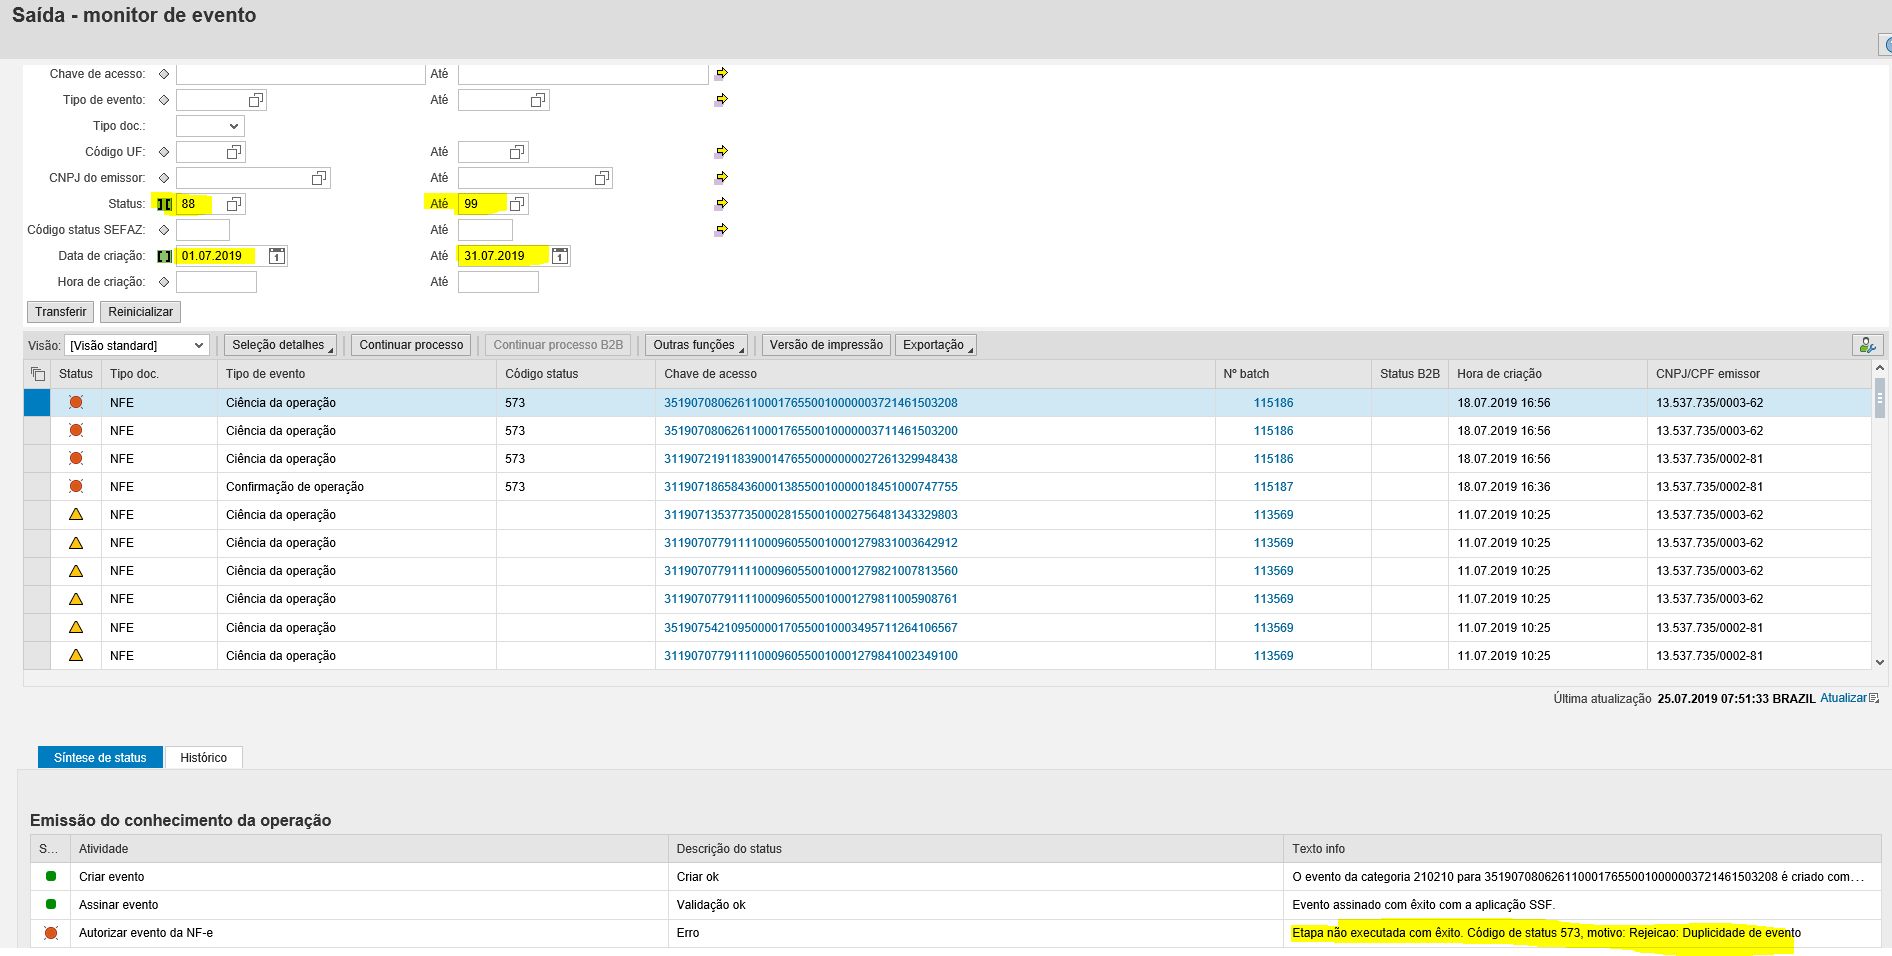 Saída - monitor de evento
Chave de acesso: Até
Tipo de evento: Até
Tipo doc.:
Código UF: Até
CNPJ do emissor: Até
Status: 88 Até 99
Código status SEFAZ: Até
Data de criação: 01.07.2019 Até 31.07.2019
Hora de criação: Até
Transferir Reinicializar
Visão: [Visão standard] Seleção detalhes Continuar processo Continuar processo B2B Outras funções Versão de impressão Exportação
Status Tipo doc. Tipo de evento Código status Chave de acesso Nº batch Status B2B Hora de criação CNPJ/CPF emissor
NFE Ciência da operação 573 35190708062611000176550010000003721461503208 115186 18.07.2019 16:56 13.537.735/0003-62
NFE Ciência da operação 573 35190708062611000176550010000003711461503200 115186 18.07.2019 16:56 13.537.735/0003-62
NFE Ciência da operação 573 31190721911839001476550000000027261329948438 115186 18.07.2019 16:56 13.537.735/0002-81
NFE Confirmação de operação 573 31190718658436000138550010000018451000747755 115187 18.07.2019 16:36 13.537.735/0002-81
NFE Ciência da operação 31190713537735000281550010002756481343329803 113569 11.07.2019 10:25 13.537.735/0003-62
NFE Ciência da operação 31190707791111000960550010001279831003642912 113569 11.07.2019 10:25 13.537.735/0003-62
NFE Ciência da operação 31190707791111000960550010001279821007813560 113569 11.07.2019 10:25 13.537.735/0003-62
NFE Ciência da operação 31190707791111000960550010001279811005908761 113569 11.07.2019 10:25 13.537.735/0003-62
NFE Ciência da operação 35190754210950000170550010003495711264106567 113569 11.07.2019 10:25 13.537.735/0002-81
NFE Ciência da operação 31190707791111000960550010001279841002349100 113569 11.07.2019 10:25 13.537.735/0002-81
Última atualização 25.07.2019 07:51:33 BRAZIL Atualizar
Síntese de status Histórico
Emissão do conhecimento da operação
S... Atividade Descrição do status Texto info
Criar evento Criar ok O evento da categoria 210210 para 35190708062611000176550010000003721461503208 é criado com...
Assinar evento Validação ok Evento assinado com êxito com a aplicação SSF.
Autorizar evento da NF-e Erro Etapa não executada com êxito. Código de status 573, motivo: Rejeicao: Duplicidade de evento